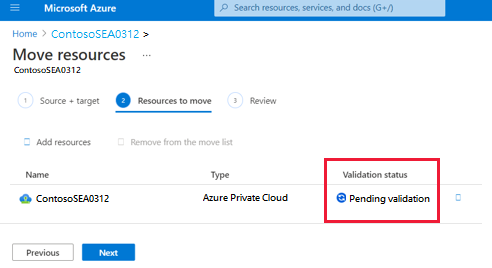 Microsoft Azure
Search resources, services, and docs (G+/)
Home > ContosoSEA0312 >
Move resources ...
ContosoSEA0312
1 Source + target 2 Resources to move 3 Review
Add resources Remove from the move list
Name Type Validation status
ContosoSEA0312 Azure Private Cloud Pending validation
Previous Next